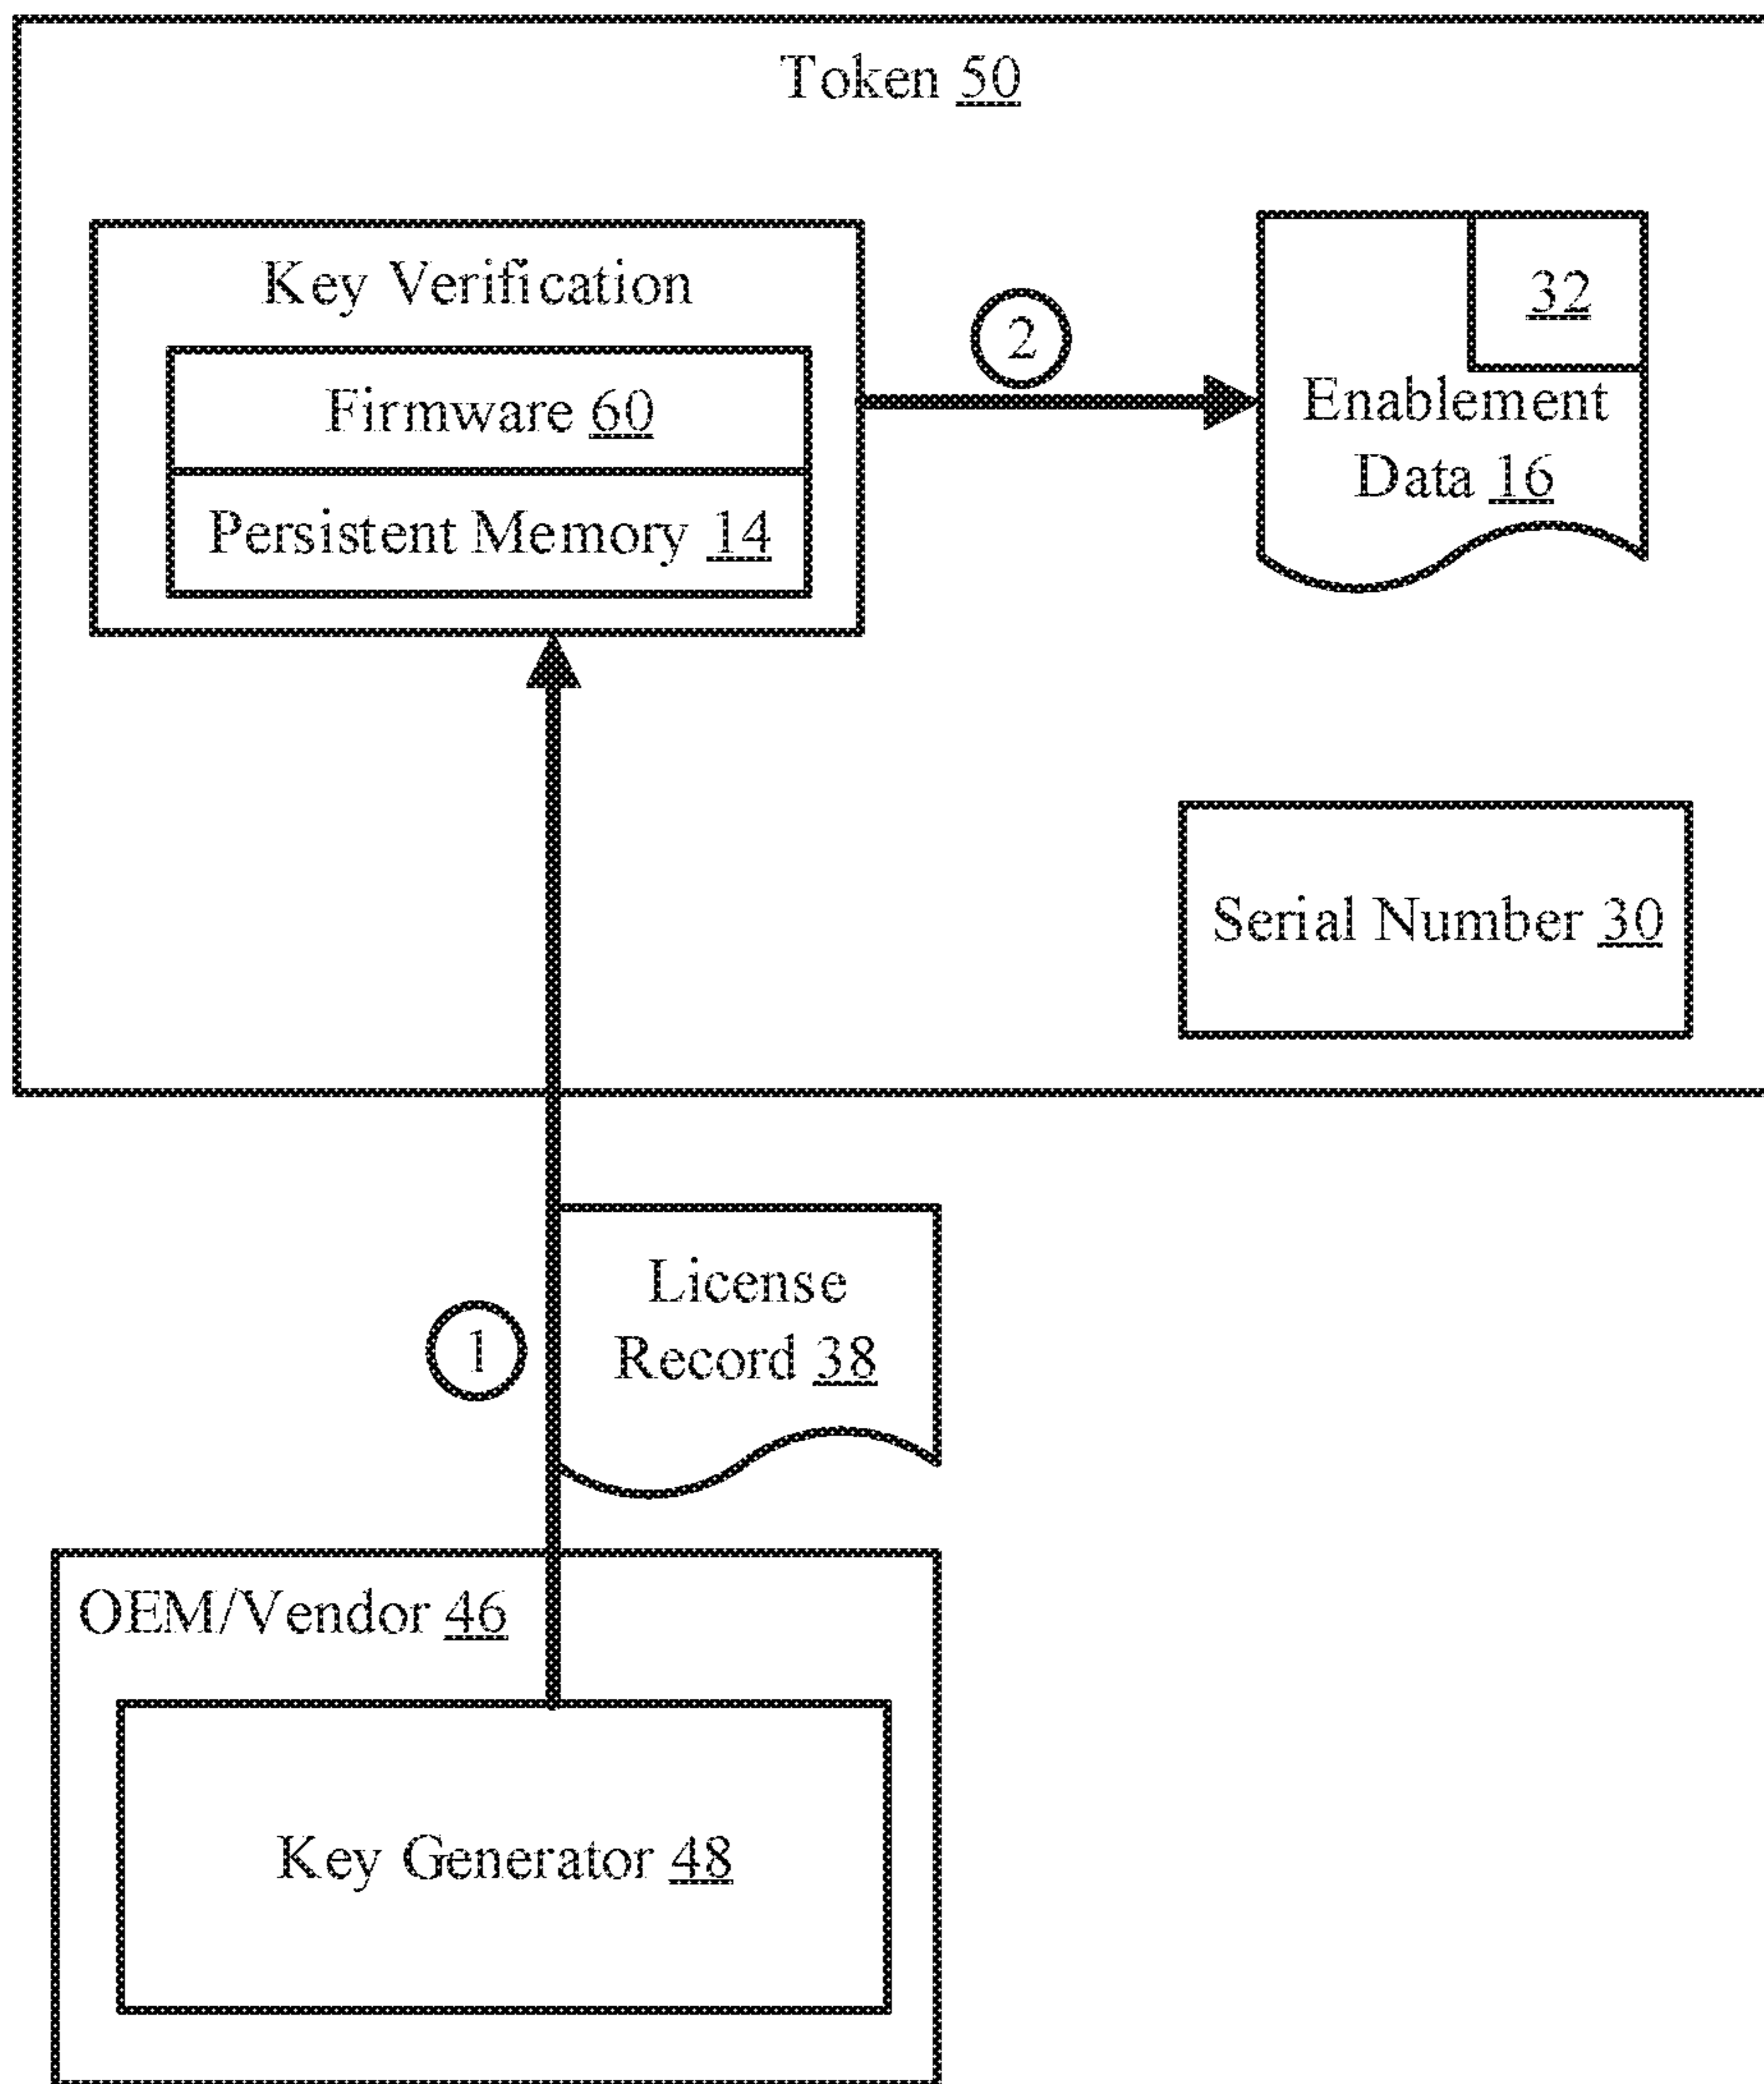 Token 50
Key Verification
Firmware 60
Persistent Memory 14
2
32
Enablement
Data 16
Serial Number 30
License
Record 38
1
OEM/Vendor 46
Key Generator 48